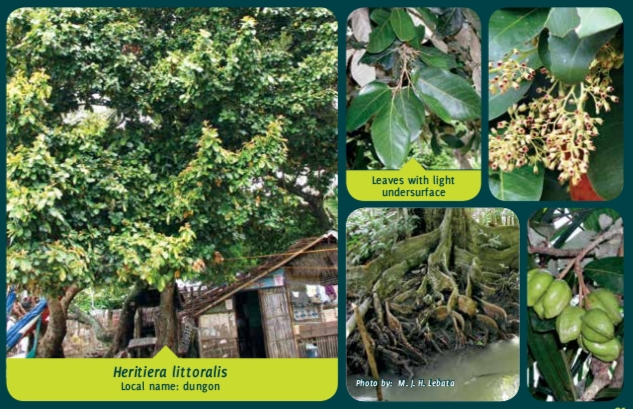 Leaves with light
undersurface
Heritiera littoralis
Local name: dungon
Photo by: M. J. H. Lebata